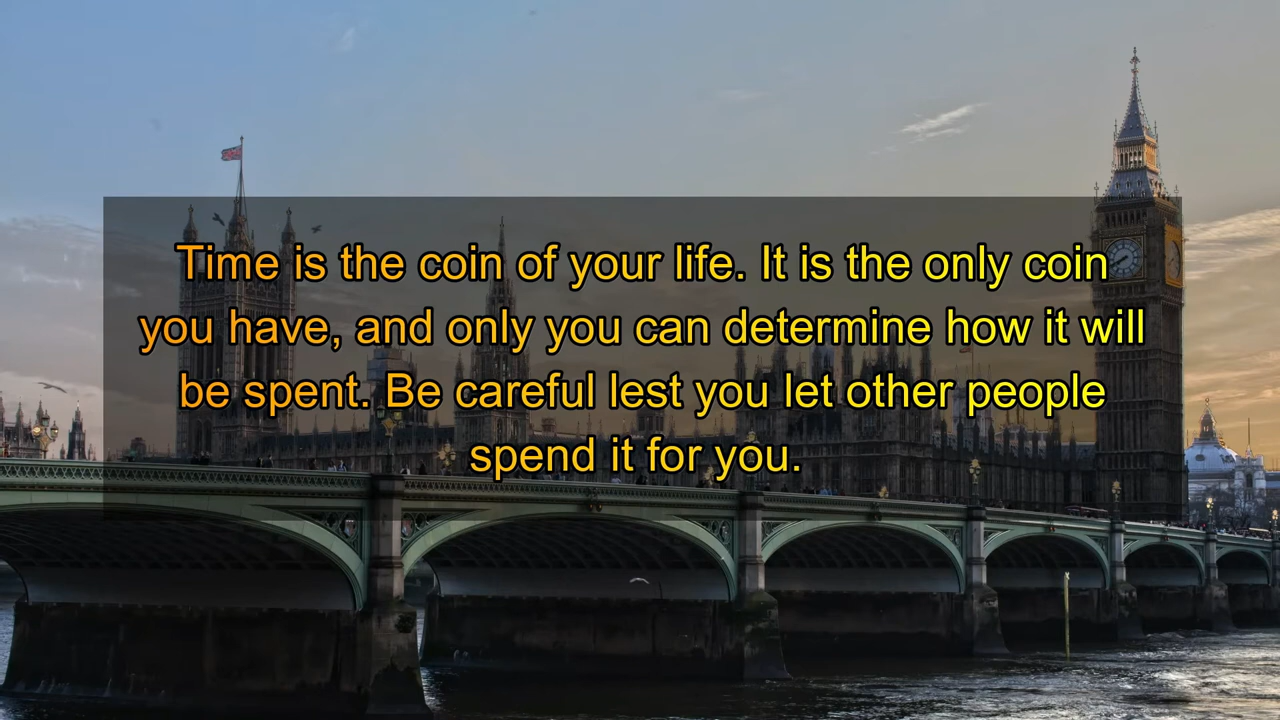 Time is the coin of your life. It is the only coin
you have, and only you can determine how it will
be spent. Be careful lest you let other people
spend it for you.